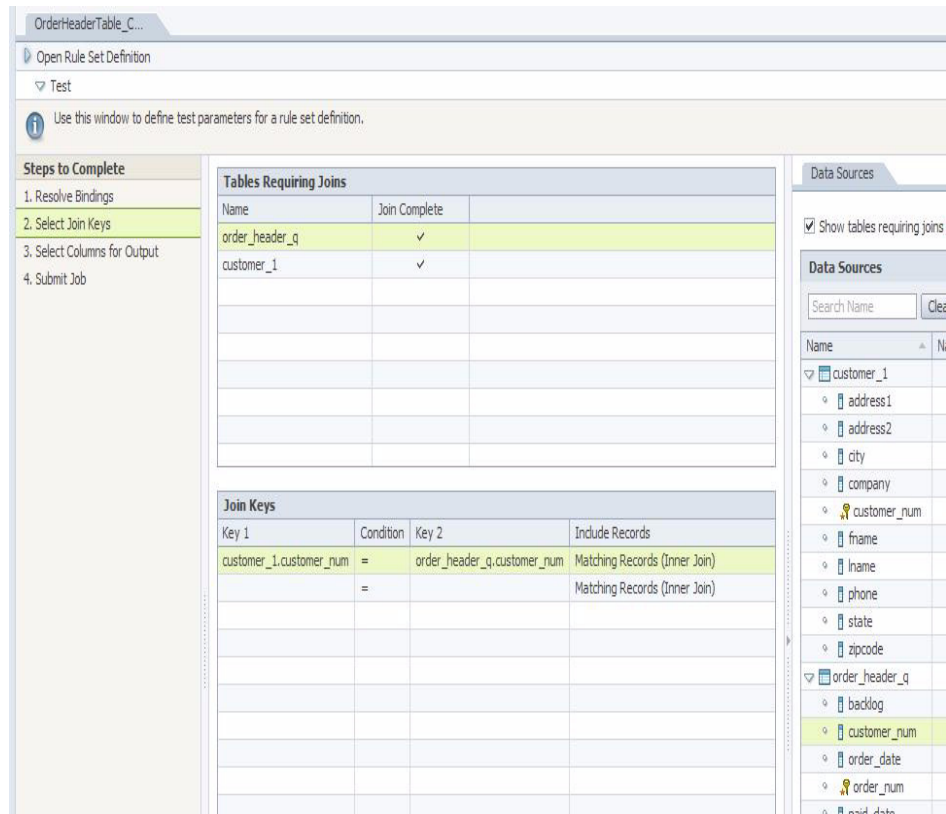 OrderHeaderTable_C...
Open Rule Set Definition
Test
Use this window to define test parameters for a rule set definition.
Steps to Complete
1. Resolve Bindings
2. Select Join Keys
3. Select Columns for Output
4. Submit Job
Tables Requiring Joins
Name Join Complete
order_header_q
customer_1
Join Keys
Key 1 Condition Key 2 Include Records
customer_1.customer_num = order_header_q.customer_num Matching Records (Inner Join)
= Matching Records (Inner Join)
Data Sources
Show tables requiring joins
Data Sources
Search Name Clea
Name Na
customer_1
address1
address2
city
company
customer_num
fname
lname
phone
state
zipcode
order_header_q
backlog
customer_num
order_date
order_num
paid_date